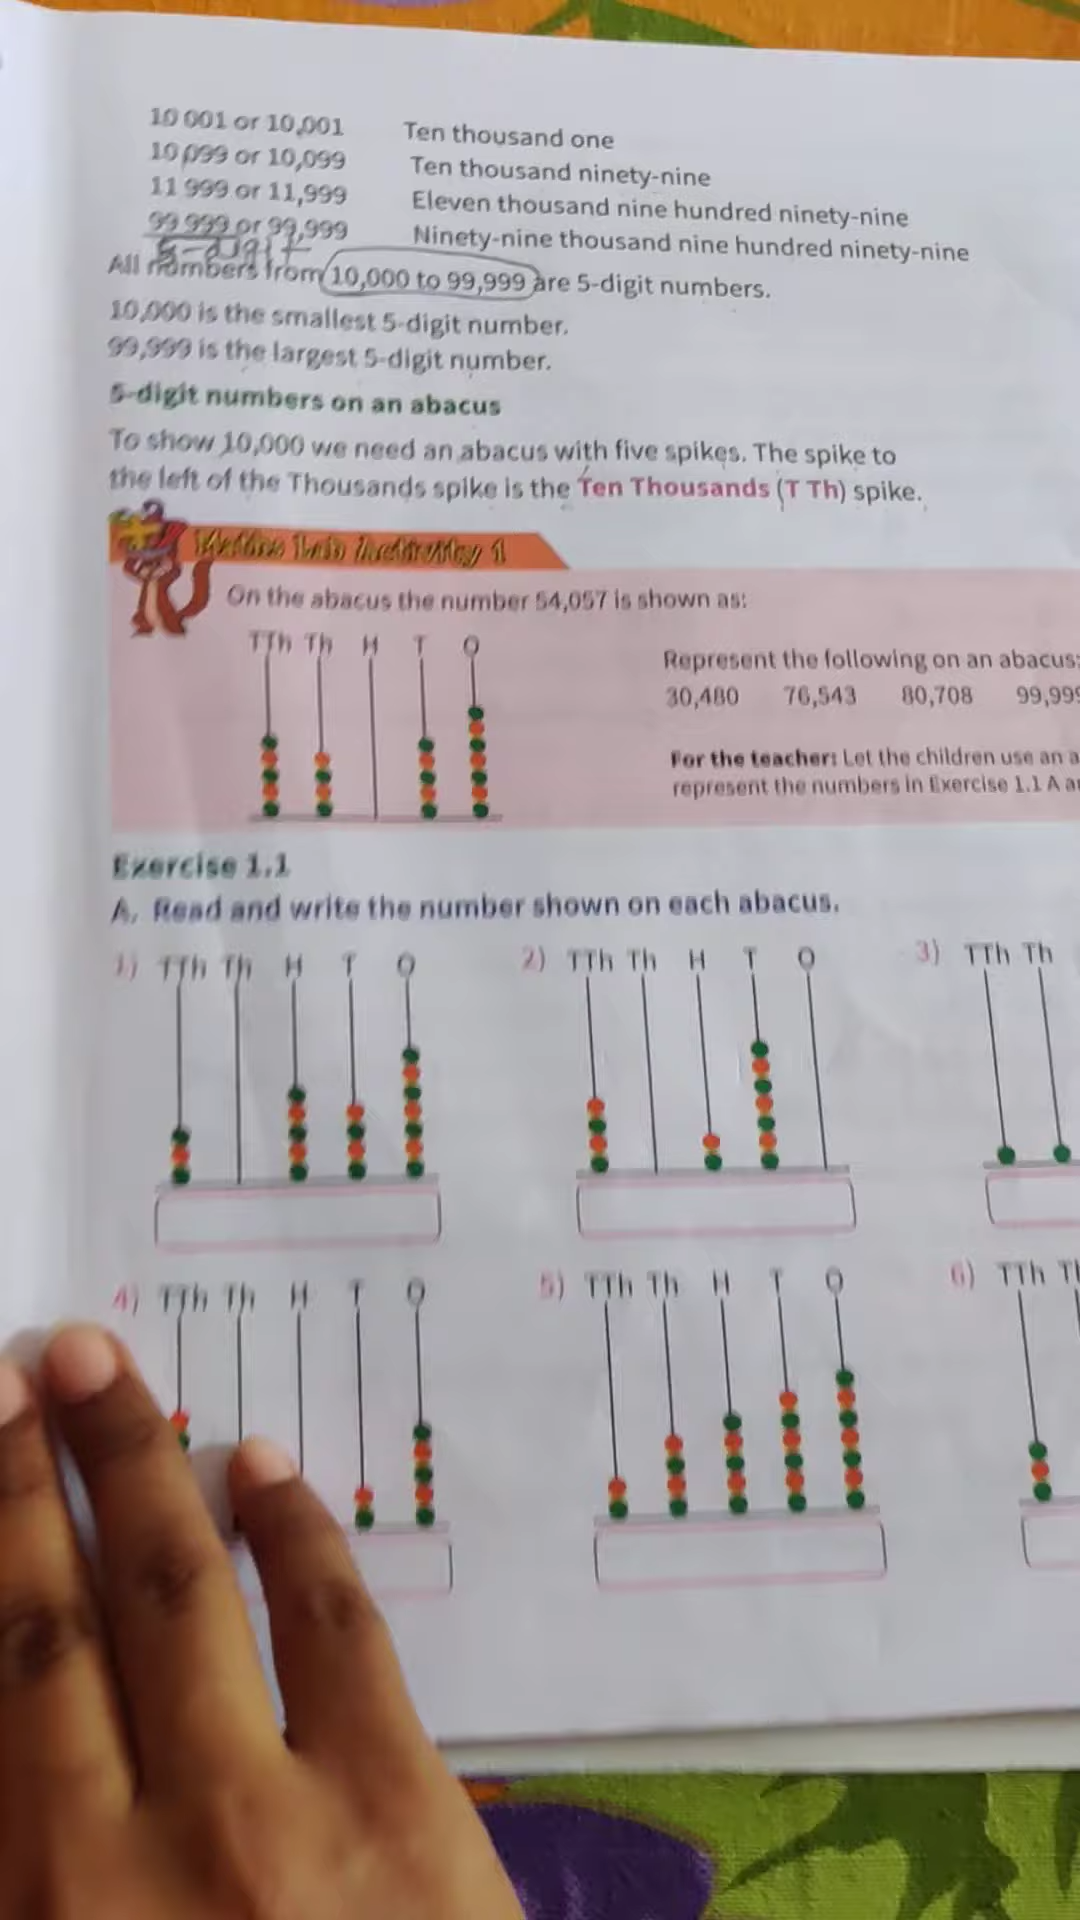 10 001 or 10,001 Ten thousand one
10 099 or 10,099 Ten thousand ninety-nine
11 999 or 11,999 Eleven thousand nine hundred ninety-nine
99 999 or 99,999 Ninety-nine thousand nine hundred ninety-nine
5-digit
All numbers from 10,000 to 99,999 are 5-digit numbers.
10,000 is the smallest 5-digit number.
99,999 is the largest 5-digit number.
5-digit numbers on an abacus
To show 10,000 we need an abacus with five spikes. The spike to
the left of the Thousands spike is the Ten Thousands (T Th) spike.
Maths Lab Activity 1
On the abacus the number 54,057 is shown as:
TTh Th H T O
Represent the following on an abacus:
30,480 76,543 80,708 99,999
For the teacher: Let the children use an a
represent the numbers in Exercise 1.1 A a
Exercise 1.1
A. Read and write the number shown on each abacus.
1) TTh Th H T O 2) TTh Th H T O 3) TTh Th
4) TTh Th H T O 5) TTh Th H T O 6) TTh T